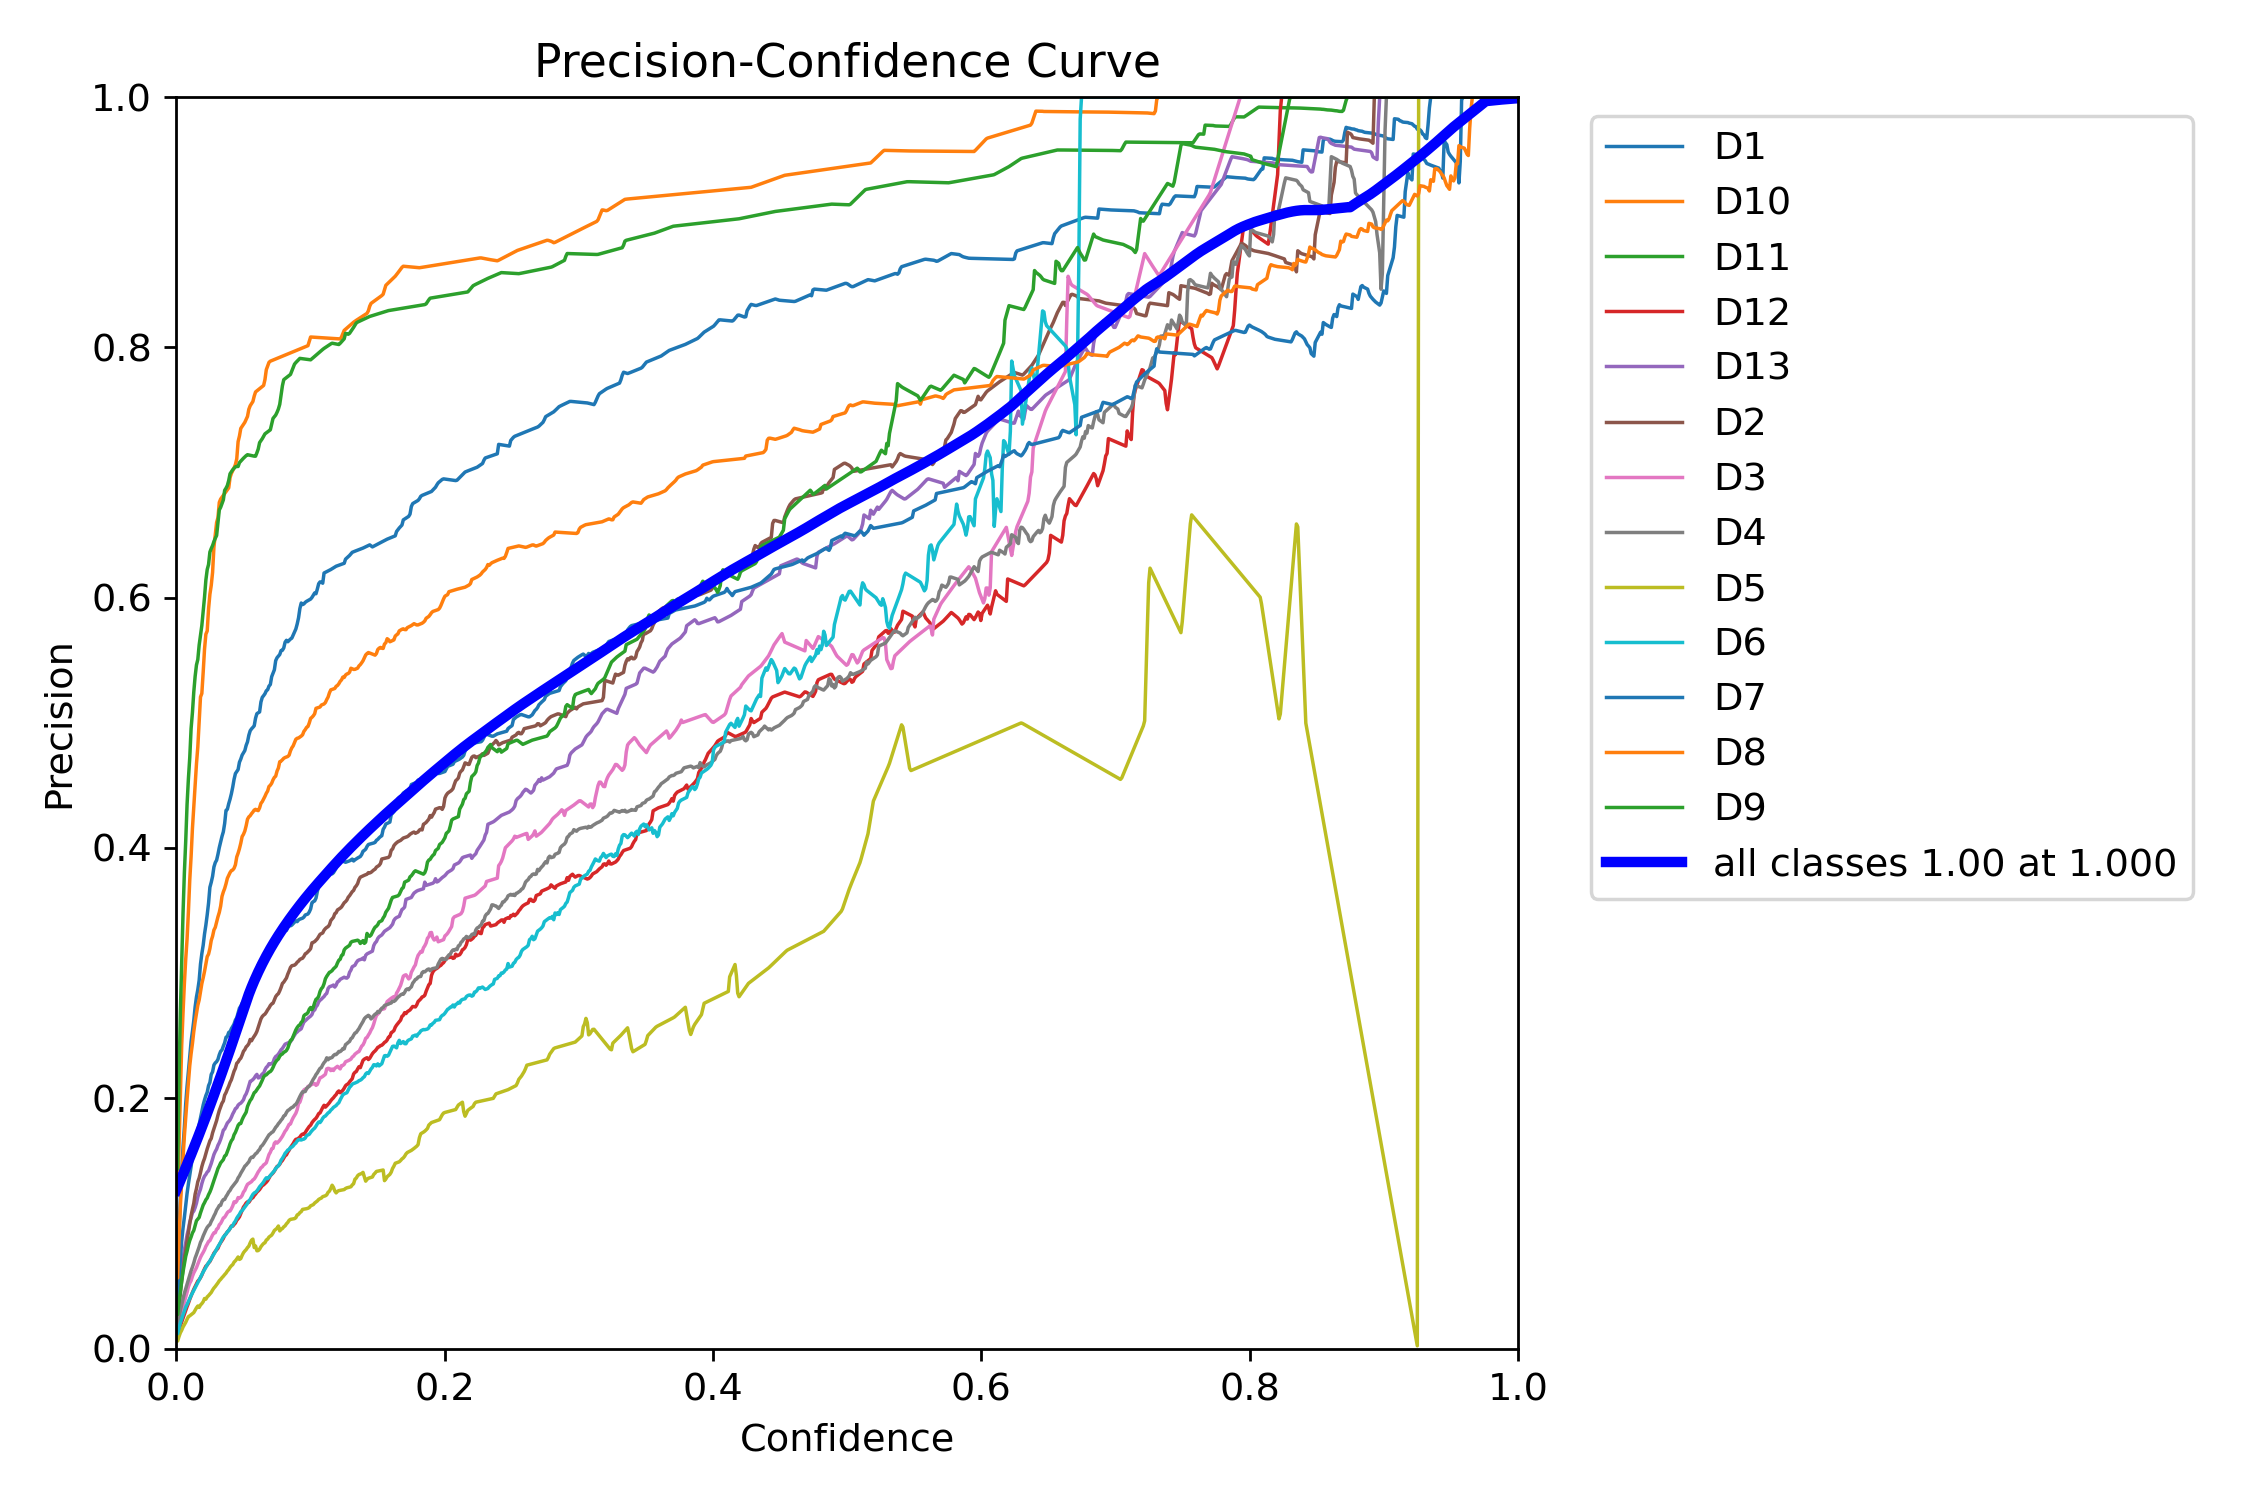 Precision-Confidence Curve
1.0
0.8
0.6
0.4
0.2
0.0
Precision
0.0 0.2 0.4 0.6 0.8 1.0
Confidence
D1
D10
D11
D12
D13
D2
D3
D4
D5
D6
D7
D8
D9
all classes 1.00 at 1.000